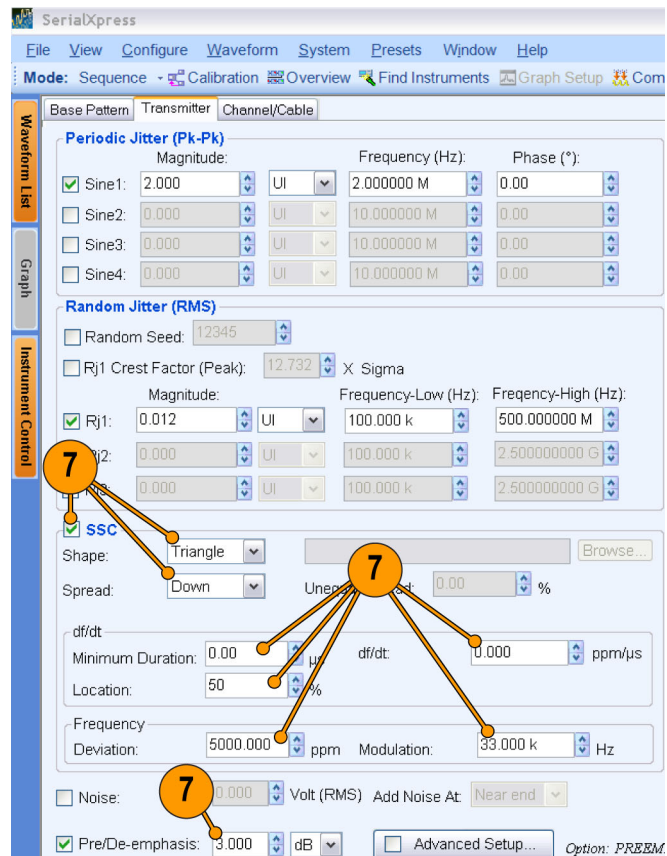 SerialXpress
File View Configure Waveform System Presets Window Help
Mode: Sequence Calibration Overview Find Instruments Graph Setup Com
Waveform List
Graph
Instrument Control
Base Pattern Transmitter Channel/Cable
Periodic Jitter (Pk-Pk)
Magnitude: Frequency (Hz): Phase (°):
Sine1: 2.000 UI 2.000000 M 0.00
Sine2: 0.000 UI 10.000000 M 0.00
Sine3: 0.000 UI 10.000000 M 0.00
Sine4: 0.000 UI 10.000000 M 0.00
Random Jitter (RMS)
Random Seed: 12345
Rj1 Crest Factor (Peak): 12.732 X Sigma
Magnitude: Frequency-Low (Hz): Freqency-High (Hz):
Rj1: 0.012 UI 100.000 k 500.000000 M
0.000 UI 100.000 k 2.500000000 G
0.000 UI 100.000 k 2.500000000 G
7
SSC
Shape: Triangle Browse...
7
Spread: Down 0.00 %
df/dt
Minimum Duration: 0.00 µs df/dt: 0.000 ppm/µs
Location: 50 %
Frequency
Deviation: 5000.000 ppm Modulation: 33.000 k Hz
7
Noise: 0.000 Volt (RMS) Add Noise At: Near end
Pre/De-emphasis: 3.000 dB Advanced Setup... Option: PREEM